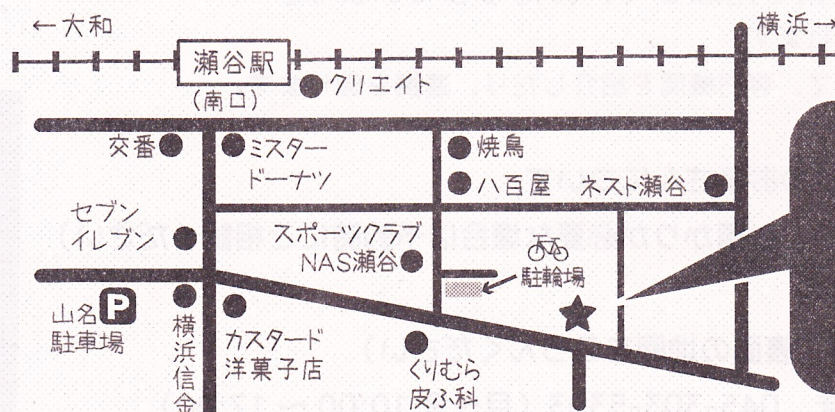 ←大和
横浜→
瀬谷駅
(南口)
クリエイト
交番
ミスター
ドーナツ
焼鳥
八百屋
ネスト瀬谷
セブン
イレブン
スポーツクラブ
NAS瀬谷
駐車輪場
山名P
駐車場
横浜信金
カスタード
洋菓子店
くりむら
皮ふ科